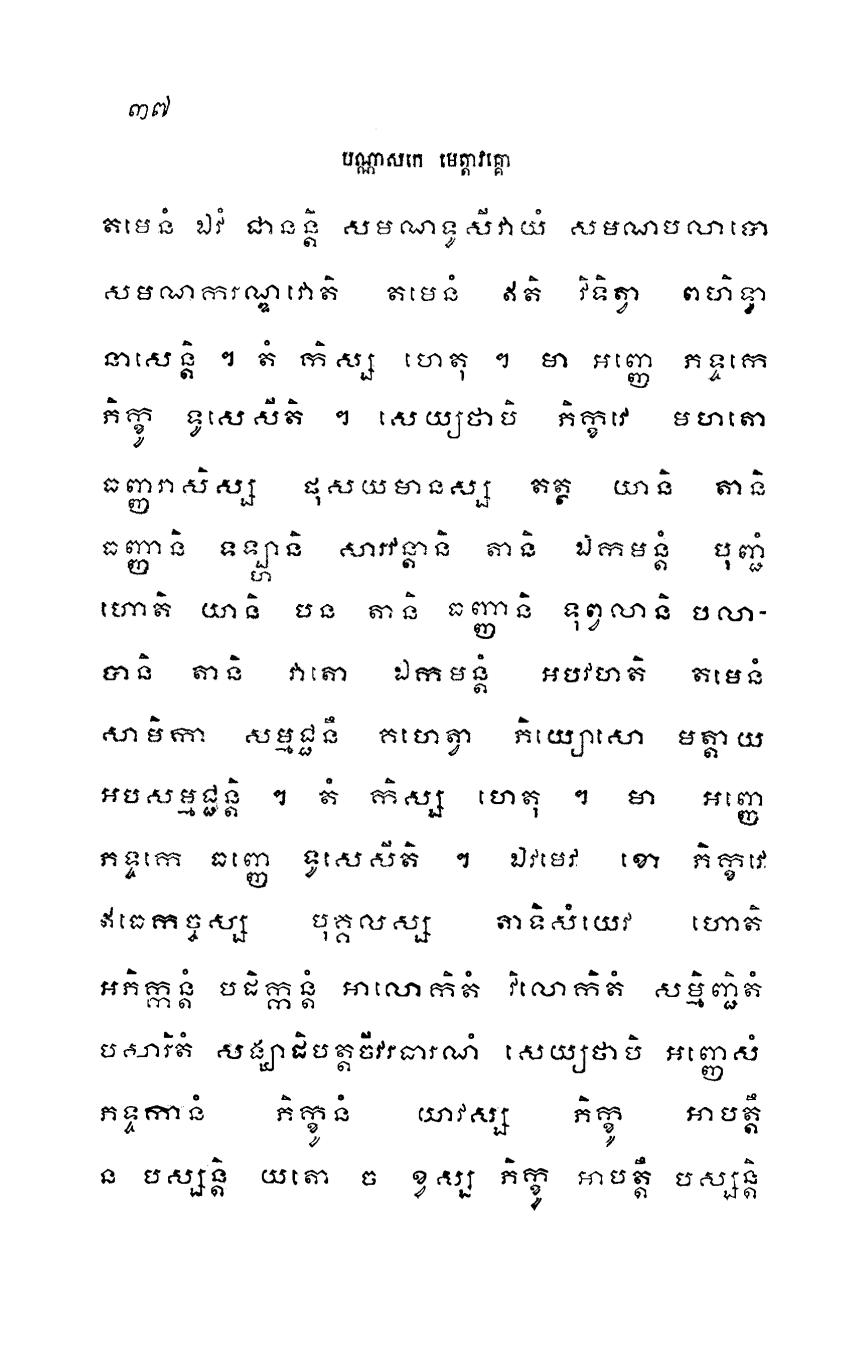 ៣៧
បណ្ណាសកេ មេត្តាវគ្គោ
តមេនំ ឯវំ ជានន្តិ សមណទូសីវាយំ សមណបលាបោ
សមណការណ្ឌវោតិ តមេនំ ឥតិ វិទិត្វា ពហិទ្ធា
នាសេន្តិ ។ តំ កិស្ស ហេតុ ។ មា អញ្ញេ ភទ្ទកេ
ភិក្ខូ ទូសេសីតិ ។ សេយ្យថាបិ ភិក្ខវេ មហតោ
ធញ្ញរាសិស្ស ផុសយមានស្ស តត្ថ យានិ តានិ
ធញ្ញានិ ទឡ្ហានិ សារវន្តានិ តានិ ឯកមន្តំ បុញ្ជំ
ហោតិ យានិ បន តានិ ធញ្ញានិ ទុព្វលានិ បលា-
បានិ តានិ វាតោ ឯកមន្តំ អបវហតិ តមេនំ
សាមិកា សម្មជ្ជនឹ គហេត្វា ភិយ្យោសោ មត្តាយ
អបសម្មជ្ជន្តិ ។ តំ កិស្ស ហេតុ ។ មា អញ្ញេ
ភទ្ទកេ ធញ្ញេ ទូសេសីតិ ។ ឯវមេវ ខោ ភិក្ខវេ
ឥធេកច្ចស្ស បុគ្គលស្ស តាទិសំយេវ ហោតិ
អភិក្កន្តំ បដិក្កន្តំ អាលោកិតំ វិលោកិតំ សម្មិញ្ជិតំ
បសារិតំ សង្ឃាដិបត្តចីវរធារណំ សេយ្យថាបិ អញ្ញេសំ
ភទ្ទកានំ ភិក្ខូនំ យាវស្ស ភិក្ខូ អាបត្តឹ
ន បស្សន្តិ យតោ ច ខ្វស្ស ភិក្ខូ អាបត្តឹ បស្សន្តិ